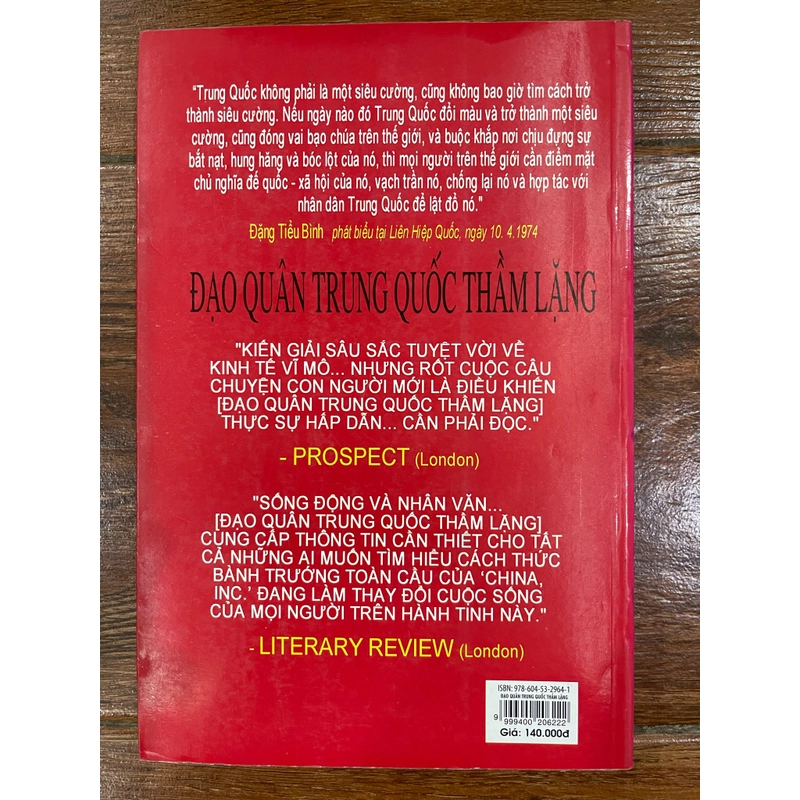 "Trung Quốc không phải là một siêu cường, cũng không bao giờ tìm cách trở
thành siêu cường. Nếu ngày nào đó Trung Quốc đổi màu và trở thành một siêu
cường, cũng đóng vai bạo chúa trên thế giới, và buộc khắp nơi chịu đựng sự
bắt nạt, hung hăng và bóc lột của nó, thì mọi người trên thế giới cần điểm mặt
chủ nghĩa đế quốc - xã hội của nó, vạch trần nó, chống lại nó và hợp tác với
nhân dân Trung Quốc để lật đổ nó."
Đặng Tiểu Bình phát biểu tại Liên Hiệp Quốc, ngày 10. 4.1974
ĐẠO QUÂN TRUNG QUỐC THẦM LẶNG
"KIẾN GIẢI SÂU SẮC TUYỆT VỜI VỀ
KINH TẾ VĨ MÔ... NHƯNG RỐT CUỘC CÂU
CHUYỆN CON NGƯỜI MỚI LÀ ĐIỀU KHIẾN
[ĐẠO QUÂN TRUNG QUỐC THẦM LẶNG]
THỰC SỰ HẤP DẪN... CẦN PHẢI ĐỌC."
- PROSPECT (London)
"SỐNG ĐỘNG VÀ NHÂN VĂN...
[ĐẠO QUÂN TRUNG QUỐC THẦM LẶNG]
CUNG CẤP THÔNG TIN CẦN THIẾT CHO TẤT
CẢ NHỮNG AI MUỐN TÌM HIỂU CÁCH THỨC
BÀNH TRƯỚNG TOÀN CẦU CỦA 'CHINA,
INC.' ĐANG LÀM THAY ĐỔI CUỘC SỐNG
CỦA MỌI NGƯỜI TRÊN HÀNH TINH NÀY."
- LITERARY REVIEW (London)
ISBN: 978-604-53-2964-1
ĐẠO QUÂN TRUNG QUỐC THẦM LẶNG
9 999400 206222
Giá: 140.000đ